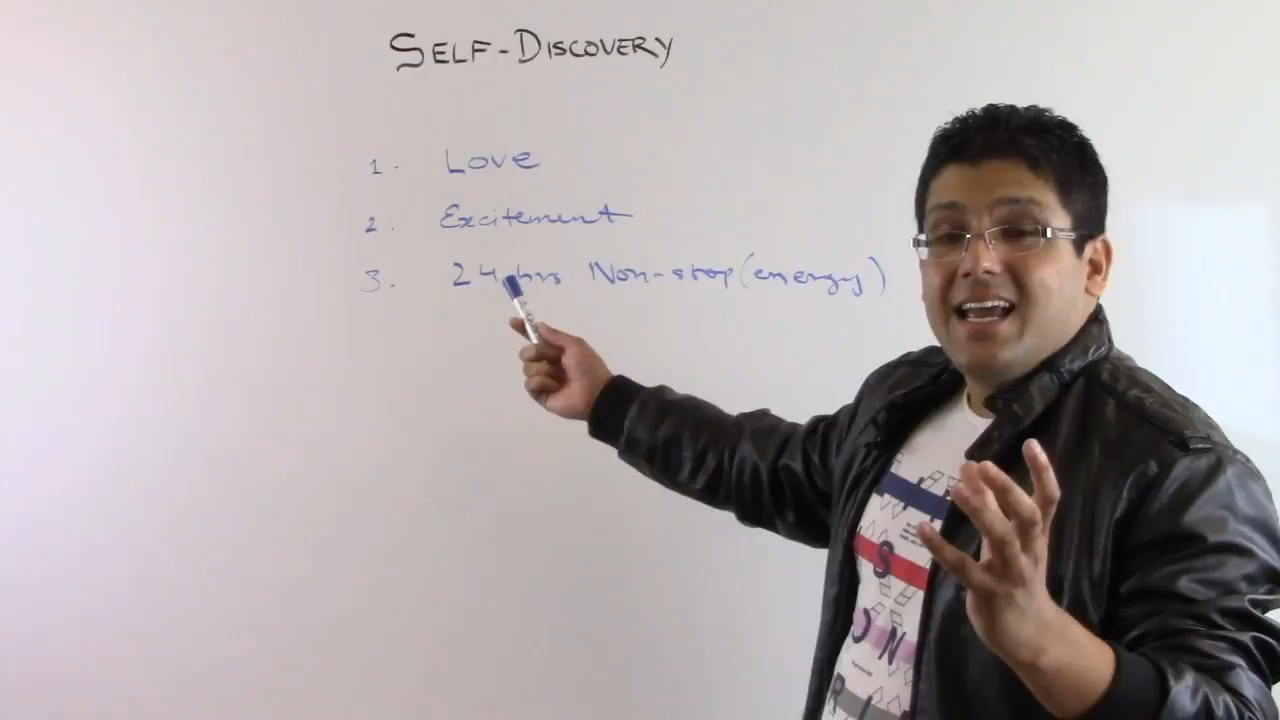 SELF-DISCOVERY
1. Love
2. Excitement
3. 24 hrs Non-stop (energy)